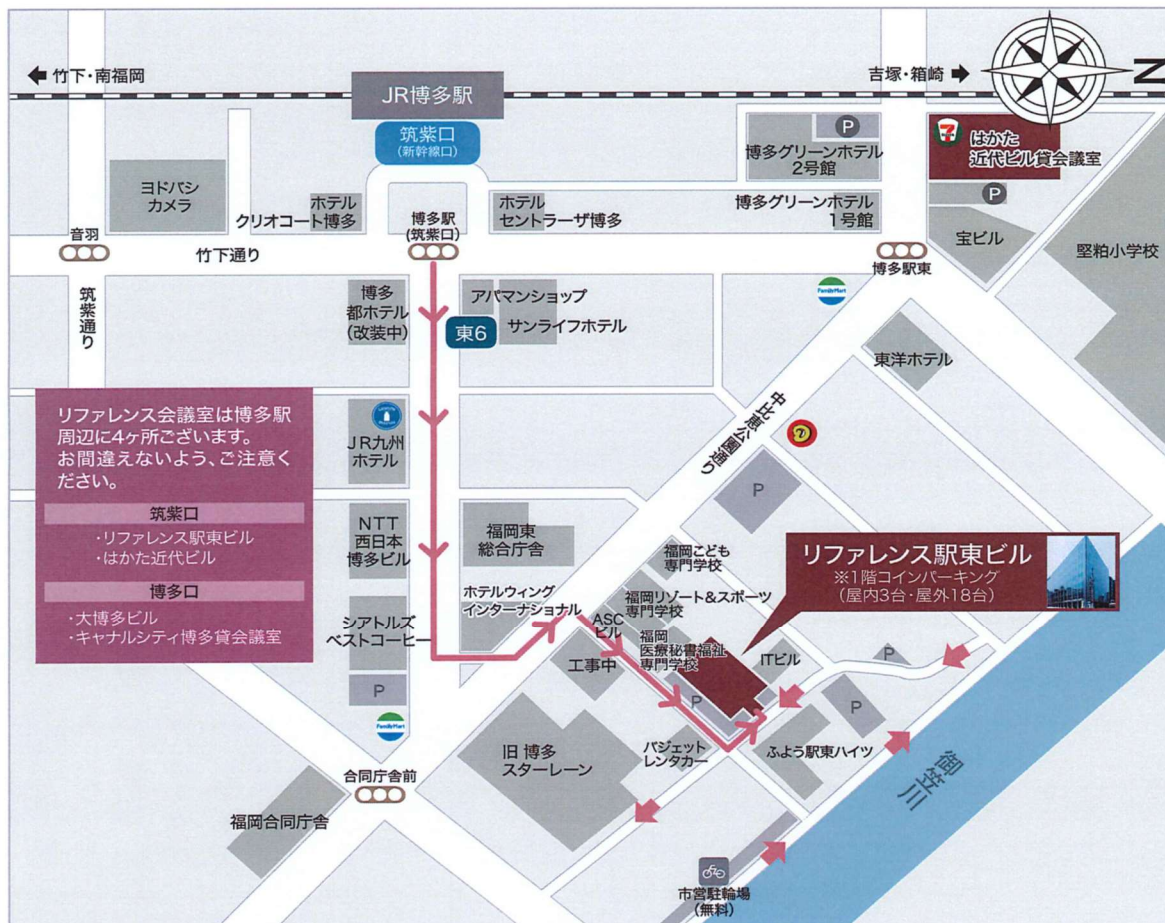 竹下・南福岡
JR博多駅
吉塚・箱崎
N
筑紫口
(新幹線口)
P
博多グリーンホテル
2号館
はかた
近代ビル貸会議室
P
ヨドバシ
カメラ
ホテル
クリオコート博多
博多駅
(筑紫口)
ホテル
セントラーザ博多
博多グリーンホテル
1号館
宝ビル
堅粕小学校
音羽
竹下通り
博多駅東
筑紫通り
博多
都ホテル
(改装中)
アパマンショップ
東6
サンライフホテル
FamilyMart
東洋ホテル
中比恵公園通り
リファレンス会議室は博多駅
周辺に4ヶ所ございます。
お間違えないよう、ご注意く
ださい。
筑紫口
・リファレンス駅東ビル
・はかた近代ビル
博多口
・大博多ビル
・キャナルシティ博多貸会議室
JR九州
ホテル
NTT
西日本
博多ビル
福岡東
総合庁舎
P
福岡こども
専門学校
リファレンス駅東ビル
※1階コインパーキング
(屋内3台・屋外18台)
ホテルウィング
インターナショナル
福岡リゾート&スポーツ
専門学校
シアトルズ
ベストコーヒー
ASC
ビル
福岡
医療秘書福祉
専門学校
工事中
ITビル
P
P
P
P
FamilyMart
旧 博多
スターレーン
バジェット
レンタカー
ふよう駅東ハイツ
御笠川
合同庁舎前
福岡合同庁舎
市営駐輪場
(無料)